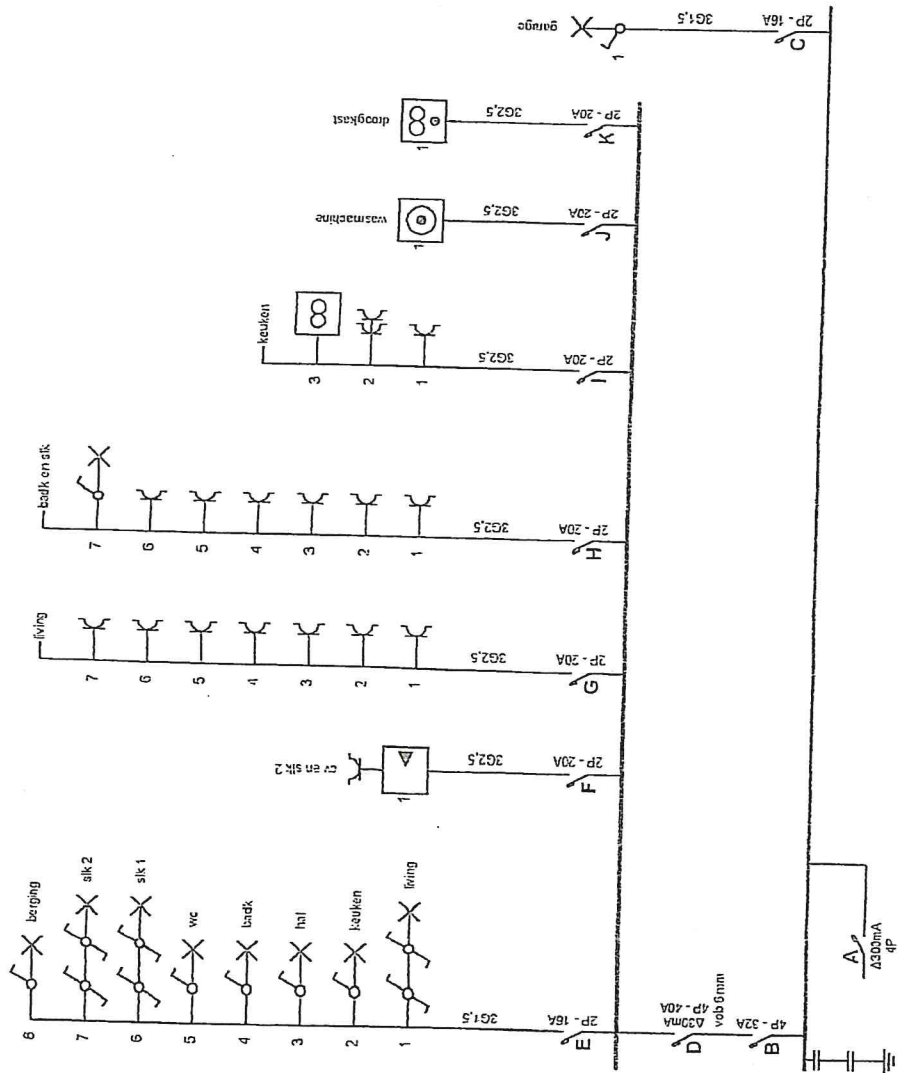 berging
8
slk 2
7
slk 1
6
wc
5
badk
4
hal
3
keuken
2
living
1
3G1,5
2P - 16A
E
cv en slk 2
1
3G2,5
2P - 20A
F
living
7
6
5
4
3
2
1
3G2,5
2P - 20A
G
badk en slk
7
6
5
4
3
2
1
3G2,5
2P - 20A
H
keuken
3
2
1
3G2,5
2P - 20A
I
wasmachine
1
3G2,5
2P - 20A
J
droogkast
1
3G2,5
2P - 20A
K
garage
1
3G1,5
2P - 16A
C
D
Δ30mA
4P - 40A
vob 6mm
B
4P - 32A
A
Δ300mA
4P